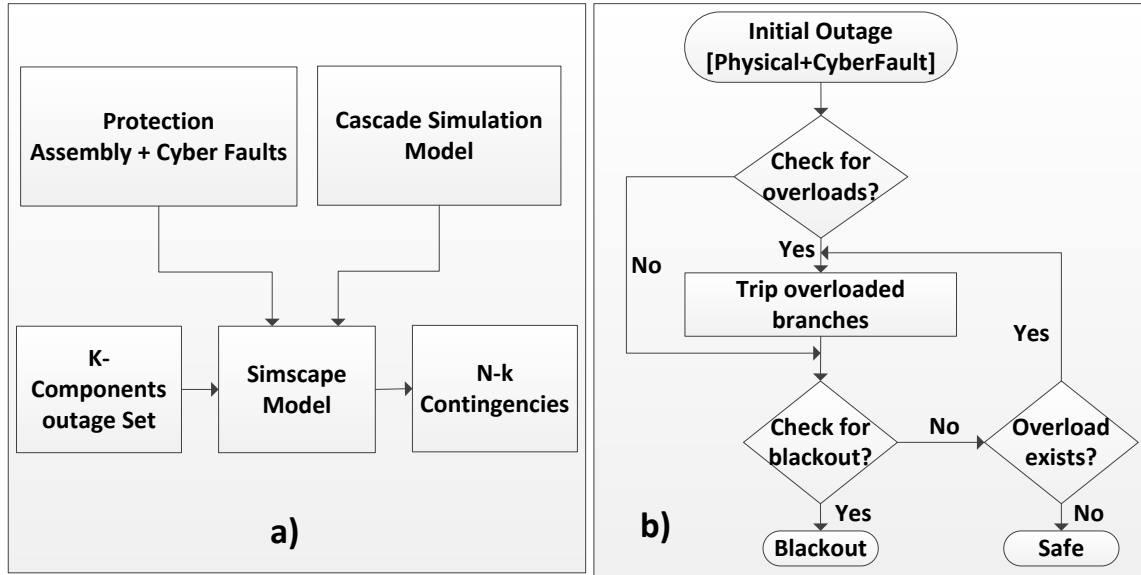 Protection
Assembly + Cyber Faults
Cascade Simulation
Model
K-
Components
outage Set
Simscape
Model
N-k
Contingencies
a)
Initial Outage
[Physical+CyberFault]
Check for
overloads?
Yes
No
Trip overloaded
branches
Yes
Check for
blackout?
No
Overload
exists?
Yes
No
Blackout
Safe
b)